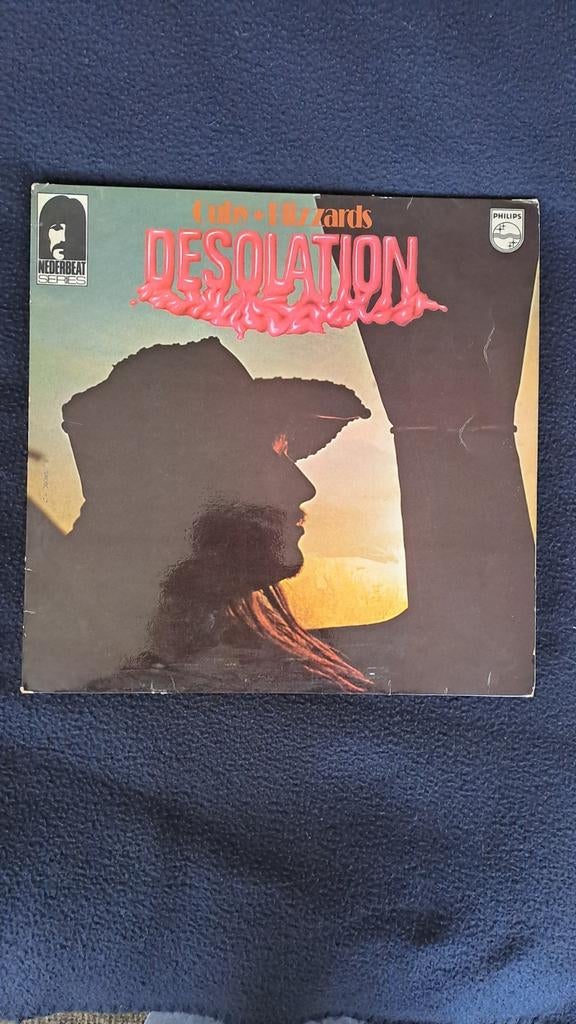 Cuby + Blizzards
DESOLATION
NEDERBEAT
SERIES
PHILIPS